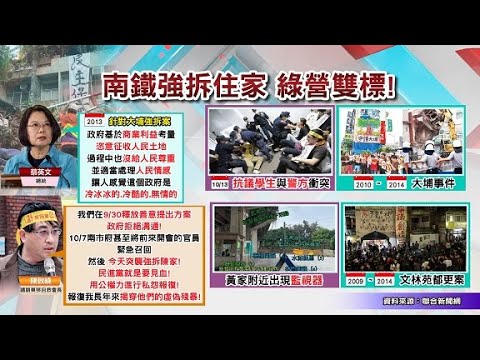 南鐵強拆住家 綠營雙標!
2013 針對大埔強拆案
政府基於商業利益考量
恣意征收人民土地
過程中也沒給人民尊重
並適當處理人民情感
讓人感覺這個政府是
冷冰冰的.冷酷的.無情的
蔡英文
總統
我們在9/30釋放善意提出方案
政府拒絕溝通!
10/7南市府甚至將前來開會的官員
緊急召回
然後 今天突襲強拆陳家!
民進黨就是要見血!
用公權力進行私怨報復!
報復我長年來揭穿他們的虛偽殘暴!
陳致曉
10/13 抗議學生與警方衝突
2010 - 2014 大埔事件
黃家附近出現監視器
2009 - 2014 文林苑都更案
資料來源：聯合新聞網